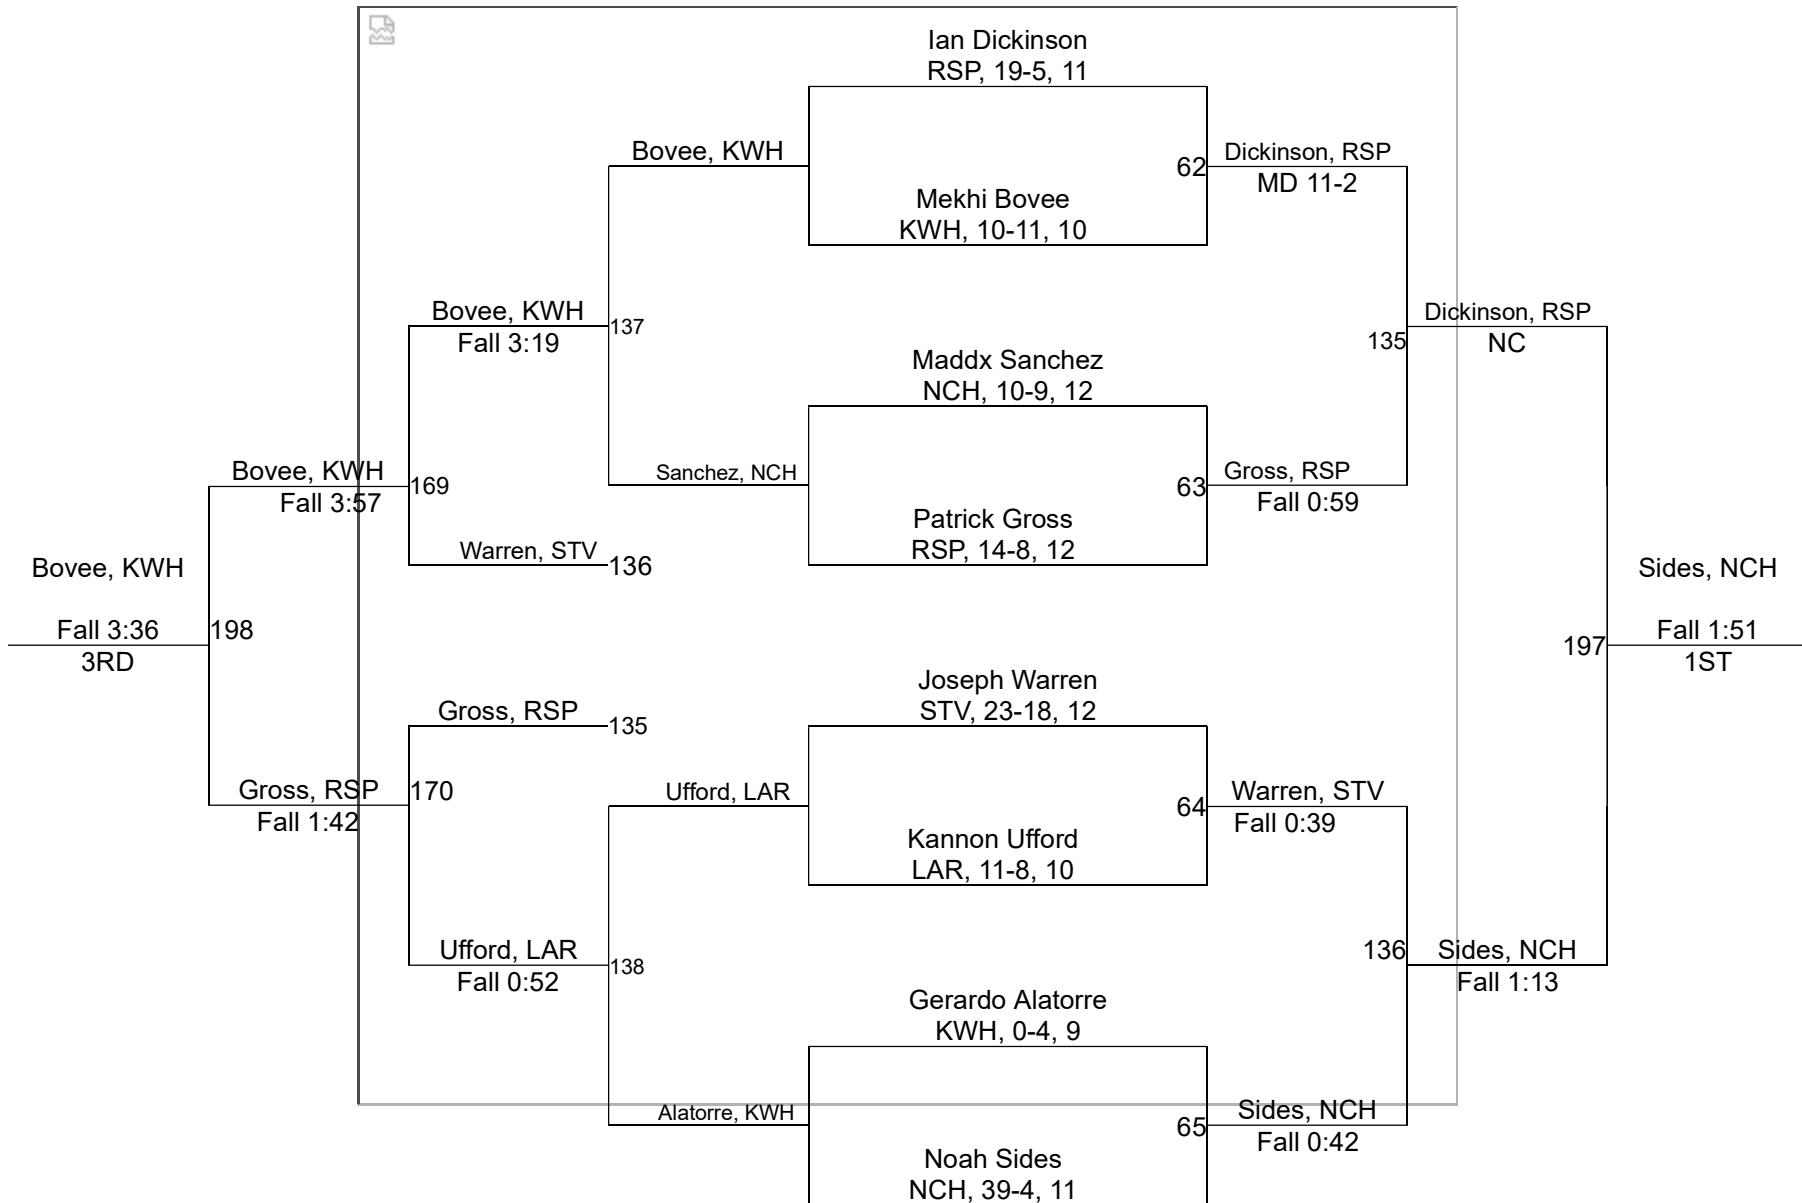 Ian Dickinson
RSP, 19-5, 11
Bovee, KWH
62
Dickinson, RSP
MD 11-2
Mekhi Bovee
KWH, 10-11, 10
Bovee, KWH
Fall 3:19
137
Dickinson, RSP
NC
135
Maddx Sanchez
NCH, 10-9, 12
Bovee, KWH
Fall 3:57
169
Sanchez, NCH
63
Gross, RSP
Fall 0:59
Patrick Gross
RSP, 14-8, 12
Warren, STV
136
Bovee, KWH
Fall 3:36
3RD
198
Sides, NCH
Fall 1:51
1ST
197
Joseph Warren
STV, 23-18, 12
Gross, RSP
135
Gross, RSP
Fall 1:42
170
Ufford, LAR
64
Warren, STV
Fall 0:39
Kannon Ufford
LAR, 11-8, 10
Ufford, LAR
Fall 0:52
138
136
Sides, NCH
Fall 1:13
Gerardo Alatorre
KWH, 0-4, 9
Alatorre, KWH
65
Sides, NCH
Fall 0:42
Noah Sides
NCH, 39-4, 11